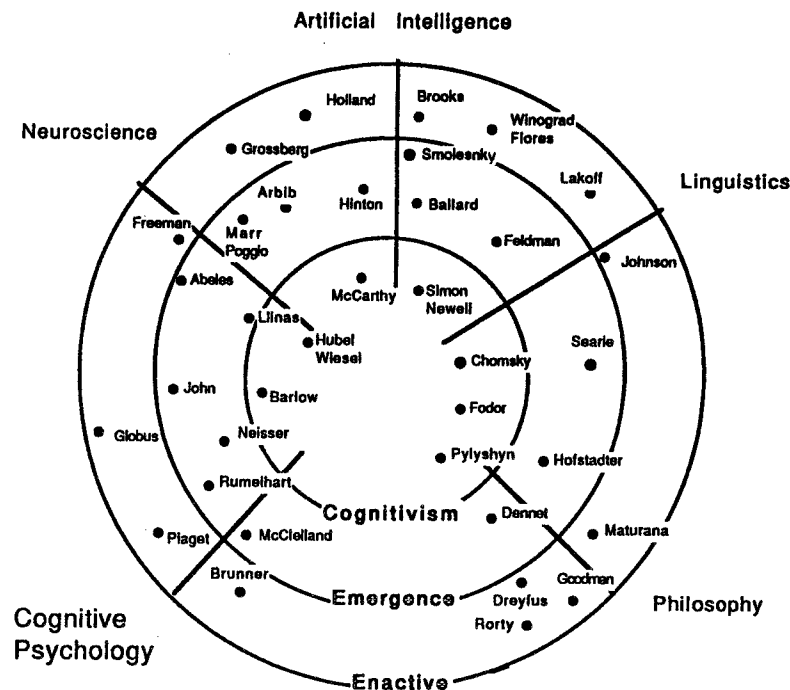 Artificial Intelligence
Holland
Brooks
Winograd
Flores
Neuroscience
Grossberg
Smolesnky
Arbib
Hinton
Ballard
Lakoff
Linguistics
Freeman
Marr
Poggio
Feldman
Johnson
Abeles
McCarthy
Simon
Newell
Llinas
Hubel
Wiesel
Chomsky
Searle
John
Barlow
Fodor
Globus
Neisser
Pylyshyn
Hofstadter
Rumelhart
Cognitivism
Dennet
Piaget
McClelland
Maturana
Brunner
Emergence
Dreyfus
Goodman
Rorty
Philosophy
Cognitive
Psychology
Enactive